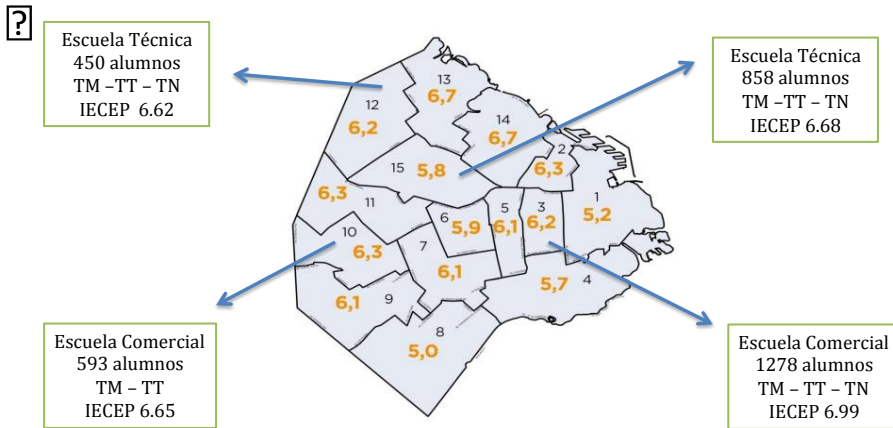 ?
Escuela Técnica
450 alumnos
TM –TT – TN
IECEP 6.62
Escuela Técnica
858 alumnos
TM –TT – TN
IECEP 6.68
13
6,7
12
6,2
14
6,7
2
6,3
15
5,8
6,3
11
1
5,2
6
5,9
5
6,1
3
6,2
10
6,3
7
6,1
5,7
4
6,1
9
8
5,0
Escuela Comercial
593 alumnos
TM – TT
IECEP 6.65
Escuela Comercial
1278 alumnos
TM – TT – TN
IECEP 6.99